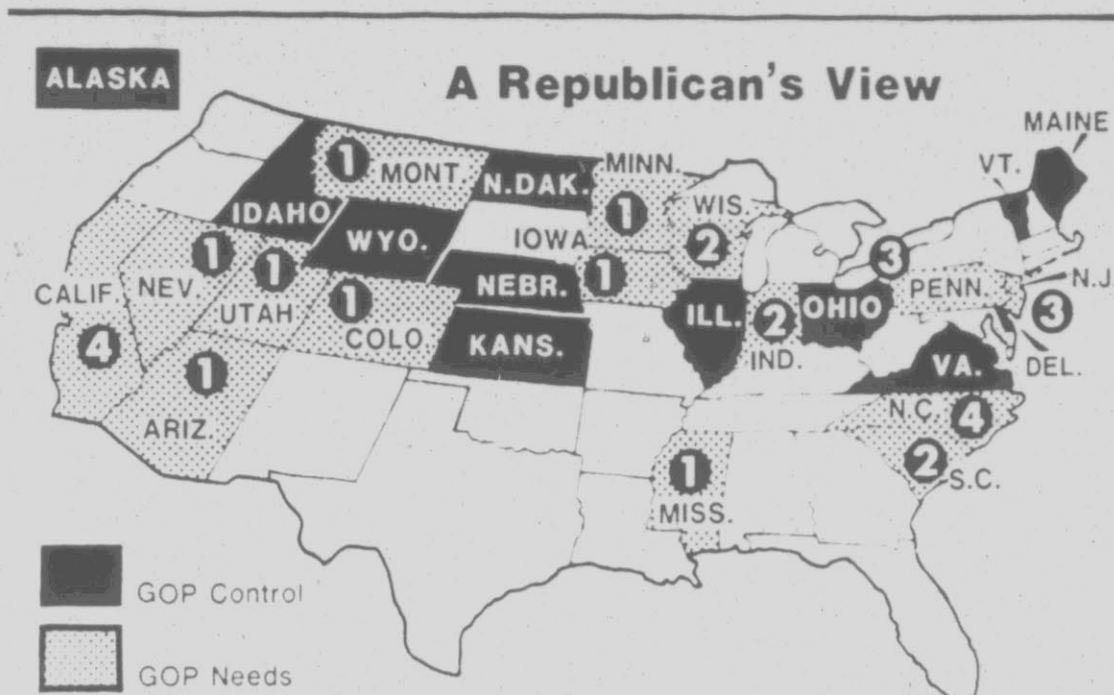 ALASKA
A Republican's View
MAINE
VT.
MINN.
1
MONT.
N.DAK.
WIS.
IDAHO
1
WYO.
IOWA
2
3
1
1
1
NEBR.
PENN.
N.J.
CALIF.
NEV.
UTAH
1
COLO.
ILL.
2
OHIO
3
4
KANS.
IND.
VA.
DEL.
1
ARIZ.
N.C.
4
1
2
S.C.
MISS.
GOP Control
GOP Needs